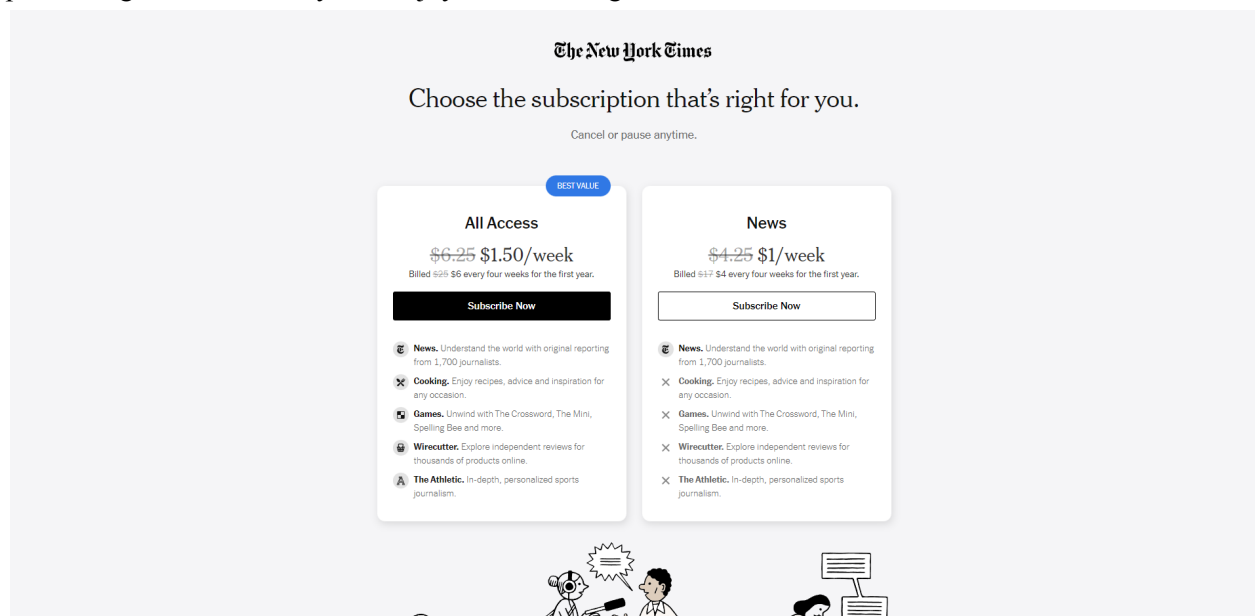 The New York Times
Choose the subscription that's right for you.
Cancel or pause anytime.
BEST VALUE
All Access
$6.25 $1.50/week
Billed $25 $6 every four weeks for the first year.
Subscribe Now
News. Understand the world with original reporting
from 1,700 journalists.
Cooking. Enjoy recipes, advice and inspiration for
any occasion.
Games. Unwind with The Crossword, The Mini,
Spelling Bee and more.
Wirecutter. Explore independent reviews for
thousands of products online.
The Athletic. In-depth, personalized sports
journalism.
News
$4.25 $1/week
Billed $17 $4 every four weeks for the first year.
Subscribe Now
News. Understand the world with original reporting
from 1,700 journalists.
Cooking. Enjoy recipes, advice and inspiration for
any occasion.
Games. Unwind with The Crossword, The Mini,
Spelling Bee and more.
Wirecutter. Explore independent reviews for
thousands of products online.
The Athletic. In-depth, personalized sports
journalism.